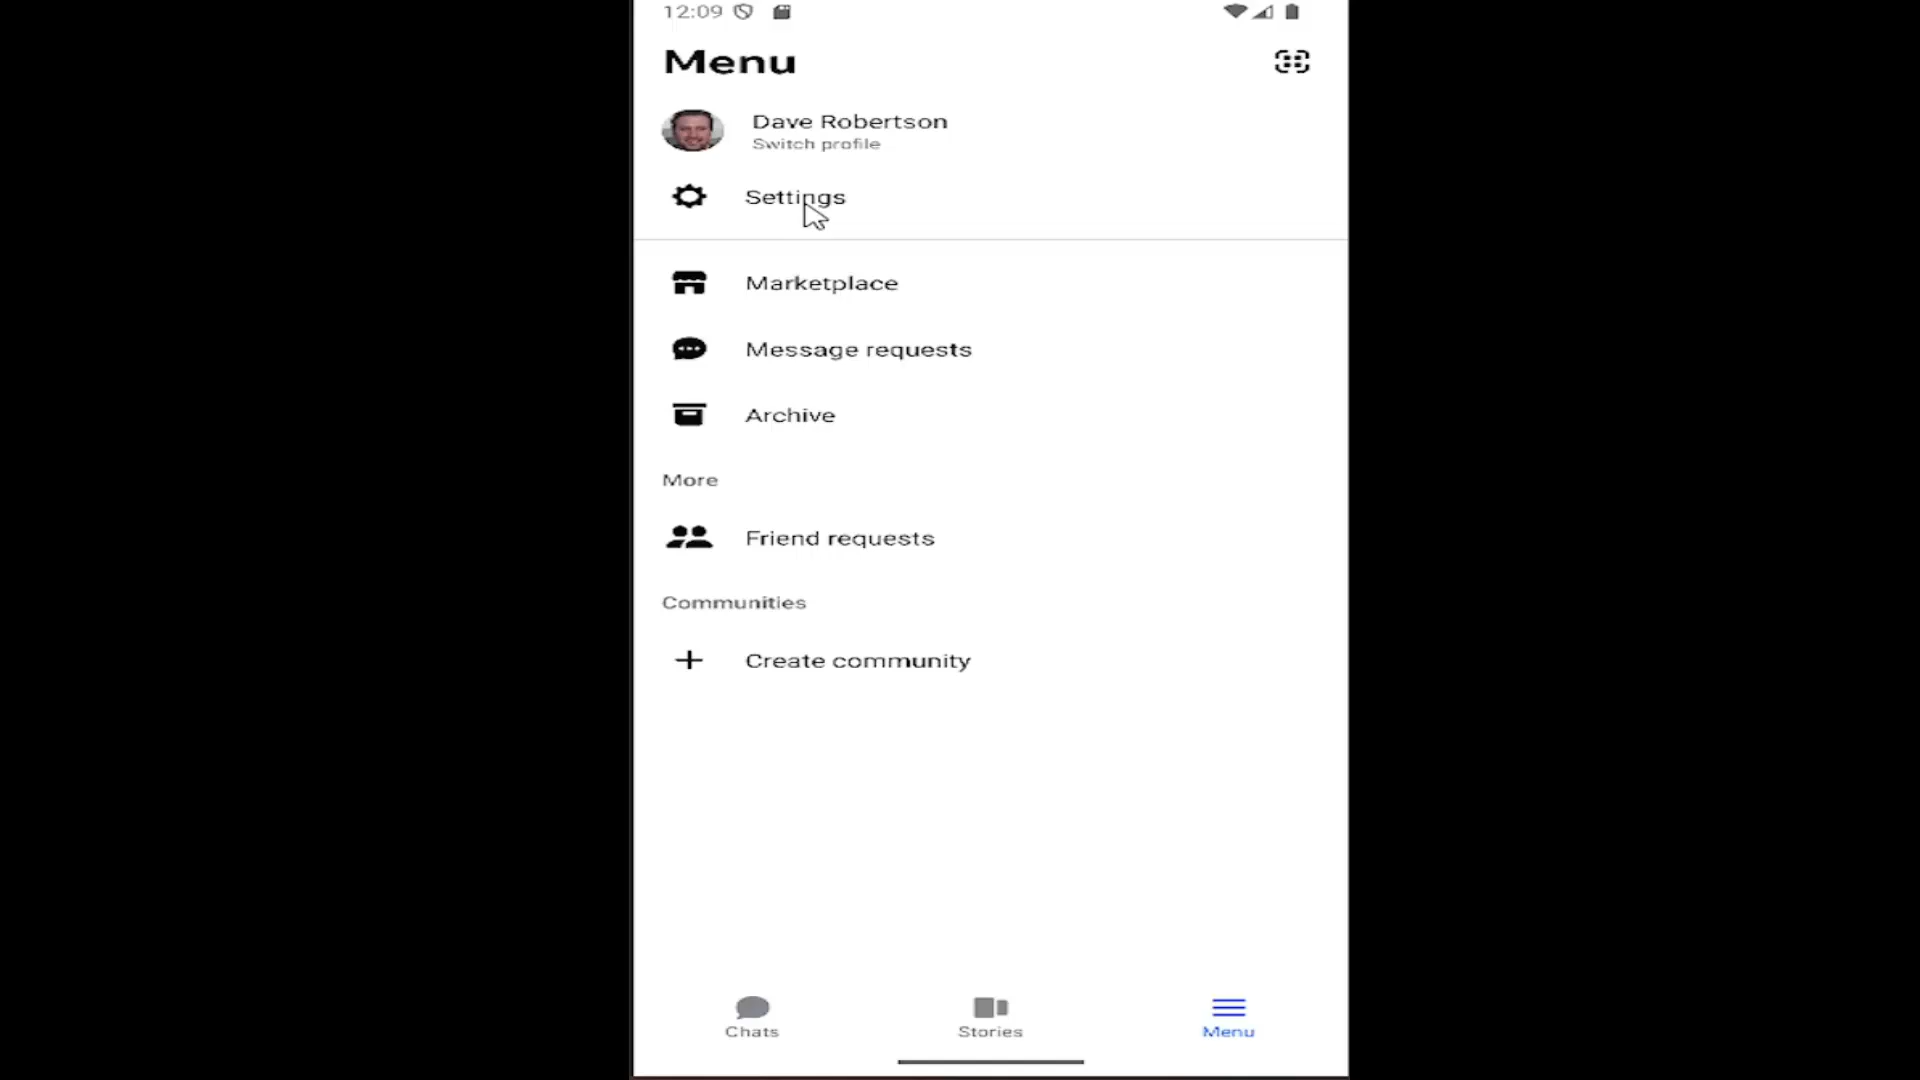 12:09
Menu
Dave Robertson
Switch profile
Settings
Marketplace
Message requests
Archive
More
Friend requests
Communities
Create community
Chats
Stories
Menu